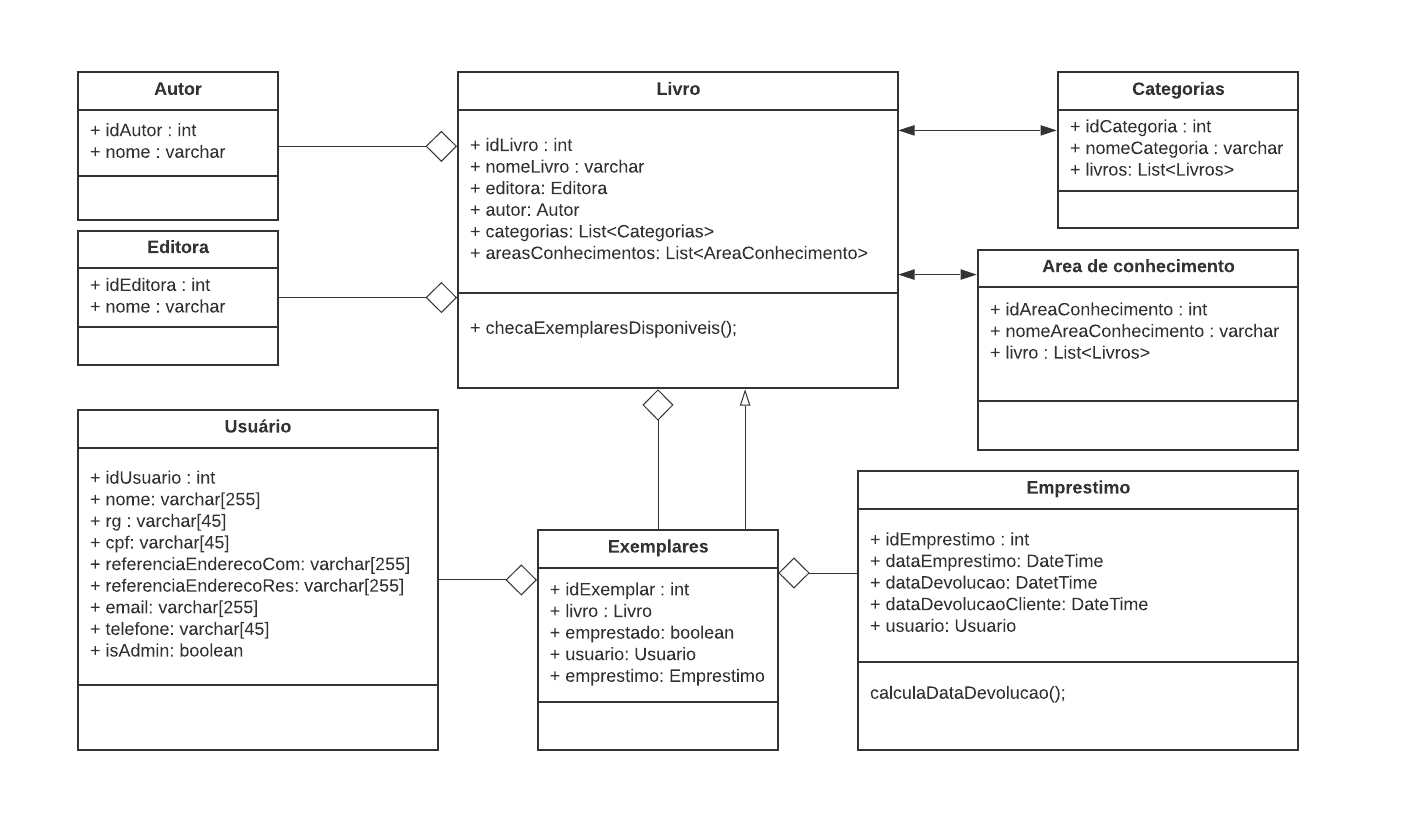 Autor
+ idAutor : int
+ nome : varchar
Editora
+ idEditora : int
+ nome : varchar
Livro
+ idLivro : int
+ nomeLivro : varchar
+ editora: Editora
+ autor: Autor
+ categorias: List<Categorias>
+ areasConhecimentos: List<AreaConhecimento>
+ checaExemplaresDisponiveis();
Categorias
+ idCategoria : int
+ nomeCategoria : varchar
+ livros: List<Livros>
Area de conhecimento
+ idAreaConhecimento : int
+ nomeAreaConhecimento : varchar
+ livro : List<Livros>
Usuário
+ idUsuario : int
+ nome: varchar[255]
+ rg : varchar[45]
+ cpf: varchar[45]
+ referenciaEnderecoCom: varchar[255]
+ referenciaEnderecoRes: varchar[255]
+ email: varchar[255]
+ telefone: varchar[45]
+ isAdmin: boolean
Exemplares
+ idExemplar : int
+ livro : Livro
+ emprestado: boolean
+ usuario: Usuario
+ emprestimo: Emprestimo
Emprestimo
+ idEmprestimo : int
+ dataEmprestimo: DateTime
+ dataDevolucao: DatetTime
+ dataDevolucaoCliente: DateTime
+ usuario: Usuario
calculaDataDevolucao();